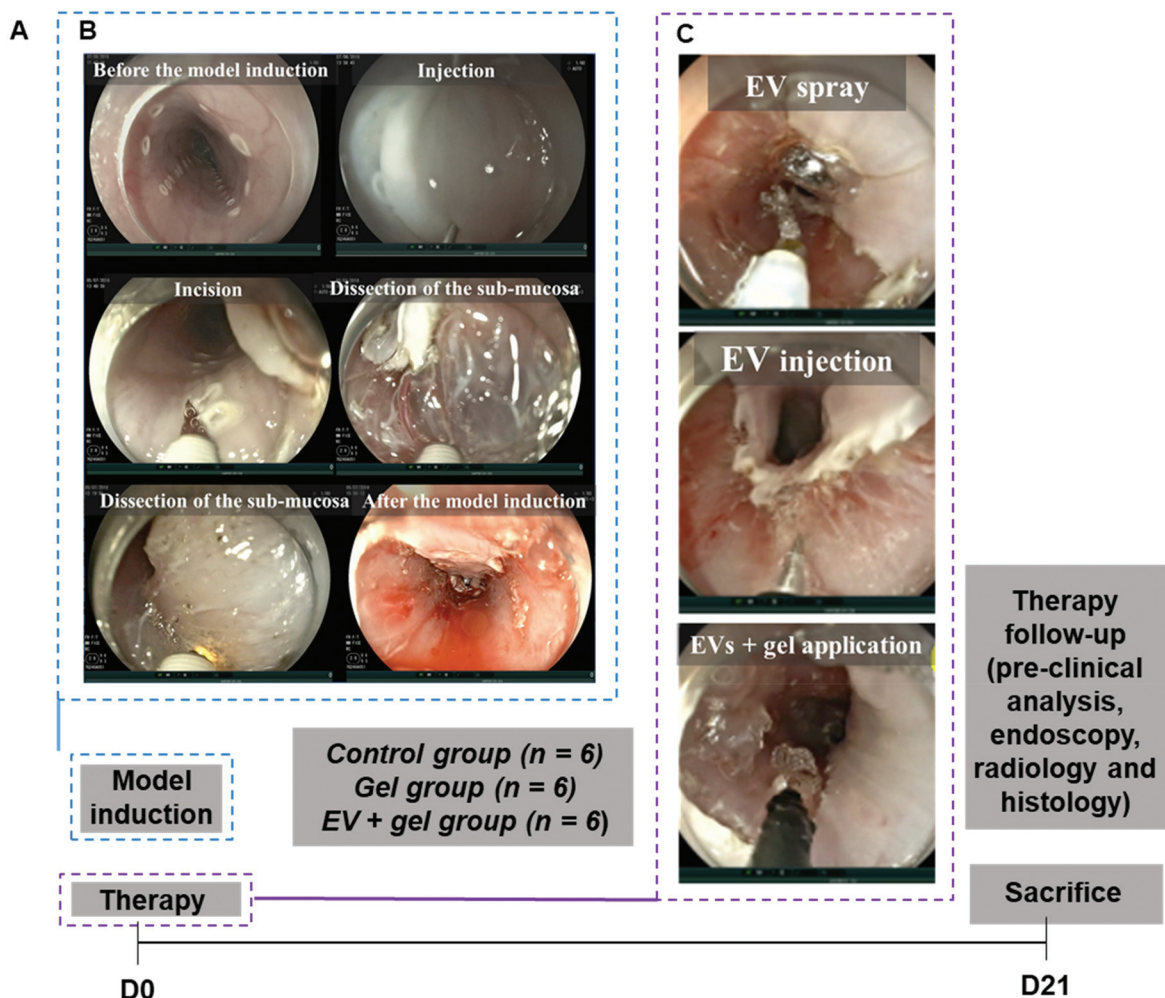 A
B
Before the model induction
Injection
Incision
Dissection of the sub-mucosa
Dissection of the sub-mucosa
After the model induction
C
EV spray
EV injection
EVs + gel application
Therapy
follow-up
(pre-clinical
analysis,
endoscopy,
radiology and
histology)
Control group (n = 6)
Gel group (n = 6)
EV + gel group (n = 6)
Model
induction
Therapy
Sacrifice
D0
D21